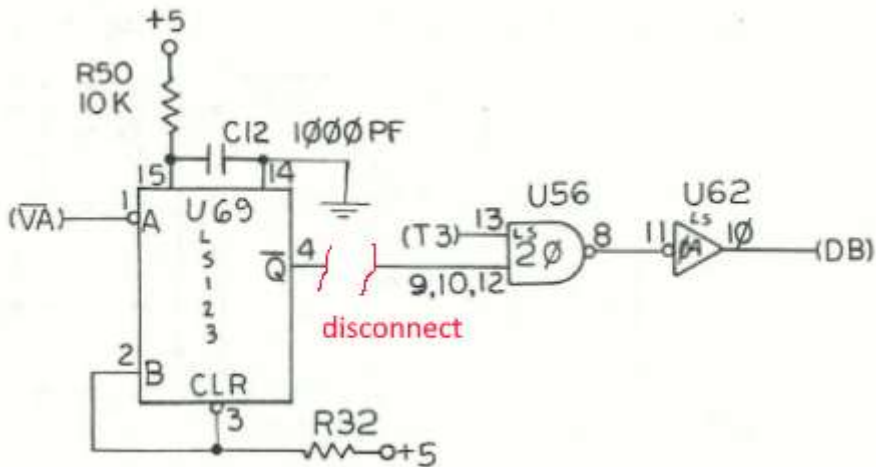 +5
R50
10K
C12 1000PF
15 14
1 U69 U56 U62
(V̅A̅) A LS123 Q̅ 4 (T3) 13 LS 20 8 11 LS 04 10 (DB)
9,10,12
disconnect
2 B
CLR
3 R32
+5